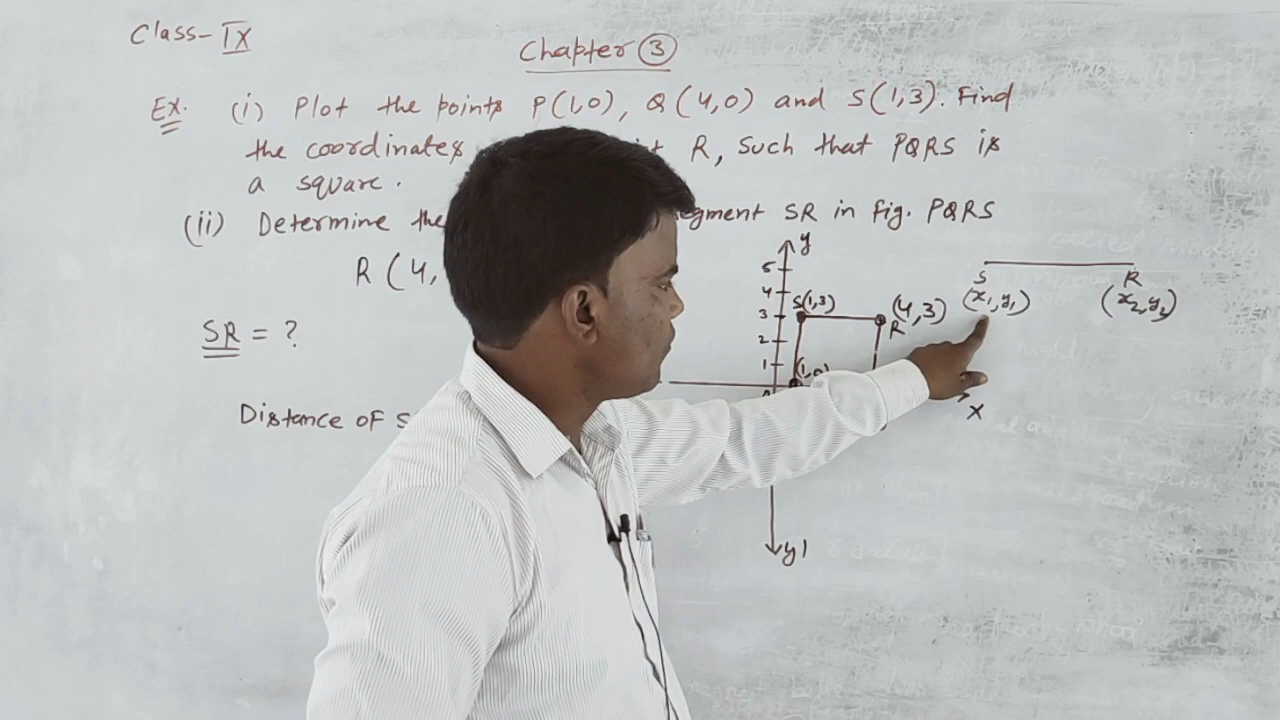 Class-IX
Chapter 3
Ex. (i) Plot the points P(1,0), Q(4,0) and S(1,3). Find
the coordinates R, such that PQRS is
a square.
(ii) Determine the segment SR in fig. PQRS
R(4,
SR = ?
Distance of S
y
5
4
3
2
1
S(1,3)
(4,3)
R
(1,0)
X
y1
S
R
(x1,y1)
(x2,y2)